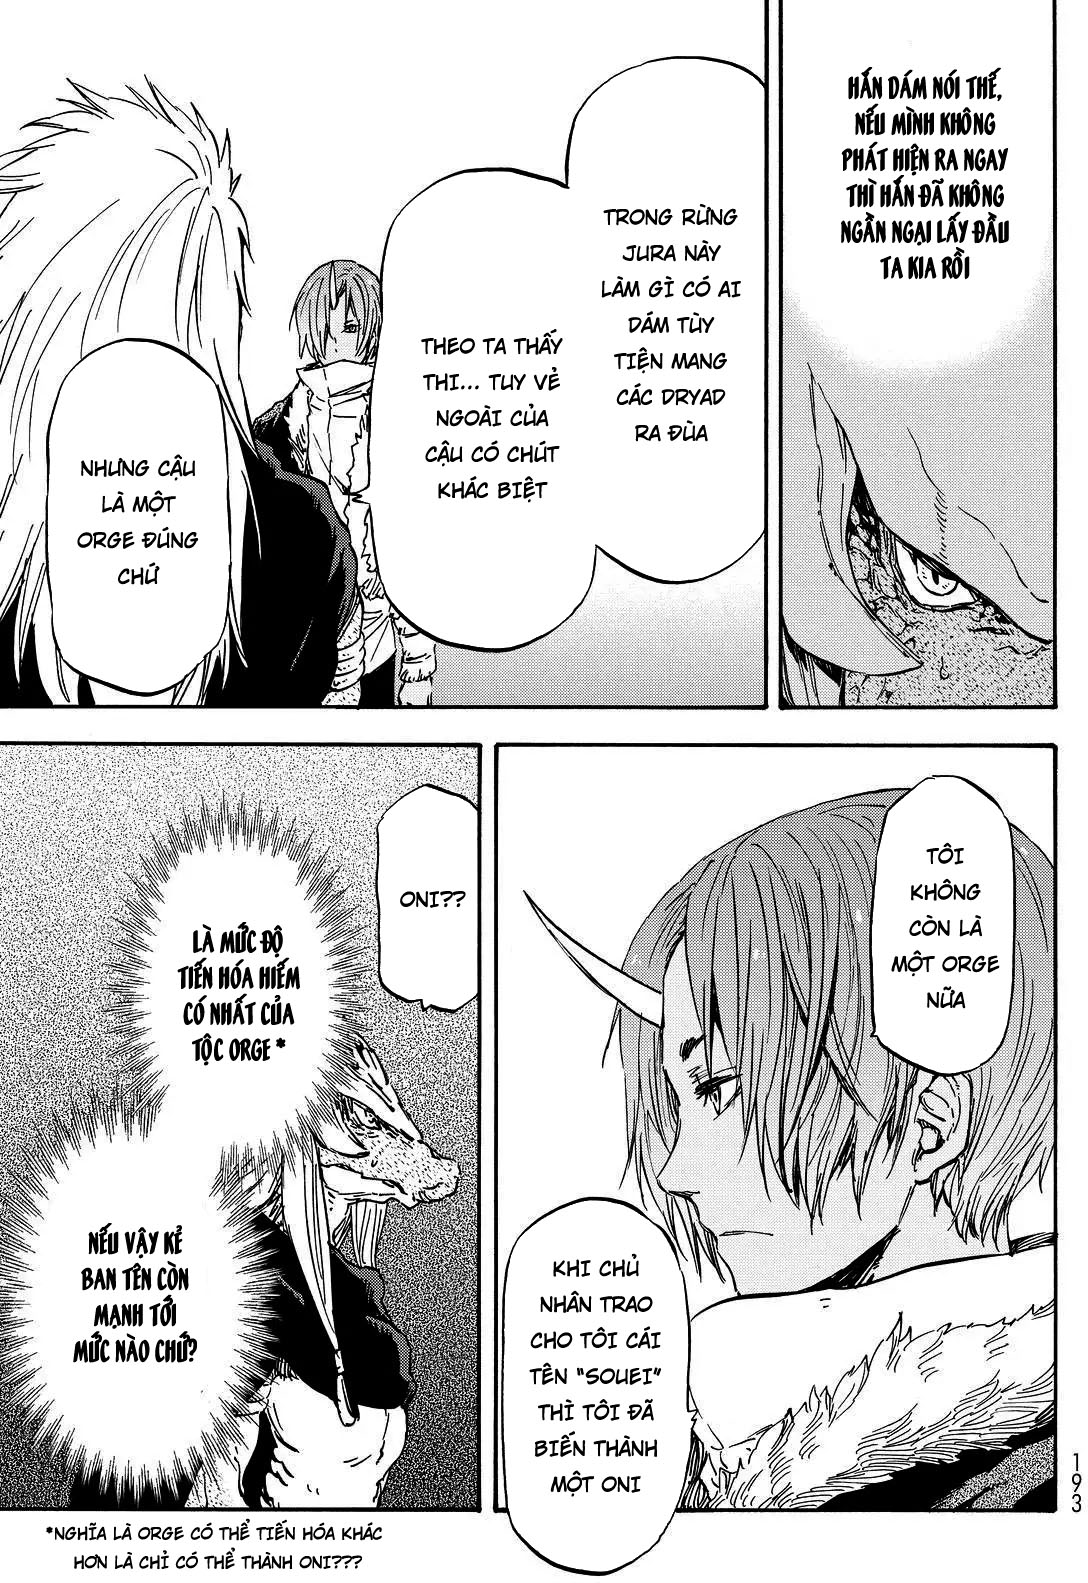 HẮN DÁM NÓI THẾ,
NẾU MÌNH KHÔNG
PHÁT HIỆN RA NGAY
THÌ HẮN ĐÃ KHÔNG
NGẦN NGẠI LẤY ĐẦU
TA KIA RỒI
TRONG RỪNG
JURA NÀY
LÀM GÌ CÓ AI
DÁM TÙY
TIỆN MANG
CÁC DRYAD
RA ĐÙA
THEO TA THẤY
THI... TUY VẺ
NGOÀI CỦA
CẬU CÓ CHÚT
KHÁC BIỆT
NHƯNG CẬU
LÀ MỘT
ORGE ĐÚNG
CHỨ
TÔI
KHÔNG
CÒN LÀ
MỘT ORGE
NỮA
KHI CHỦ
NHÂN TRAO
CHO TÔI CÁI
TÊN "SOUEI"
THÌ TÔI ĐÃ
BIẾN THÀNH
MỘT ONI
ONI??
LÀ MỨC ĐỘ
TIẾN HÓA HIẾM
CÓ NHẤT CỦA
TỘC ORGE *
NẾU VẬY KẺ
BAN TÊN CÒN
MẠNH TỚI
MỨC NÀO CHỨ?
*NGHĨA LÀ ORGE CÓ THỂ TIẾN HÓA KHÁC
HƠN LÀ CHỈ CÓ THỂ THÀNH ONI???
193